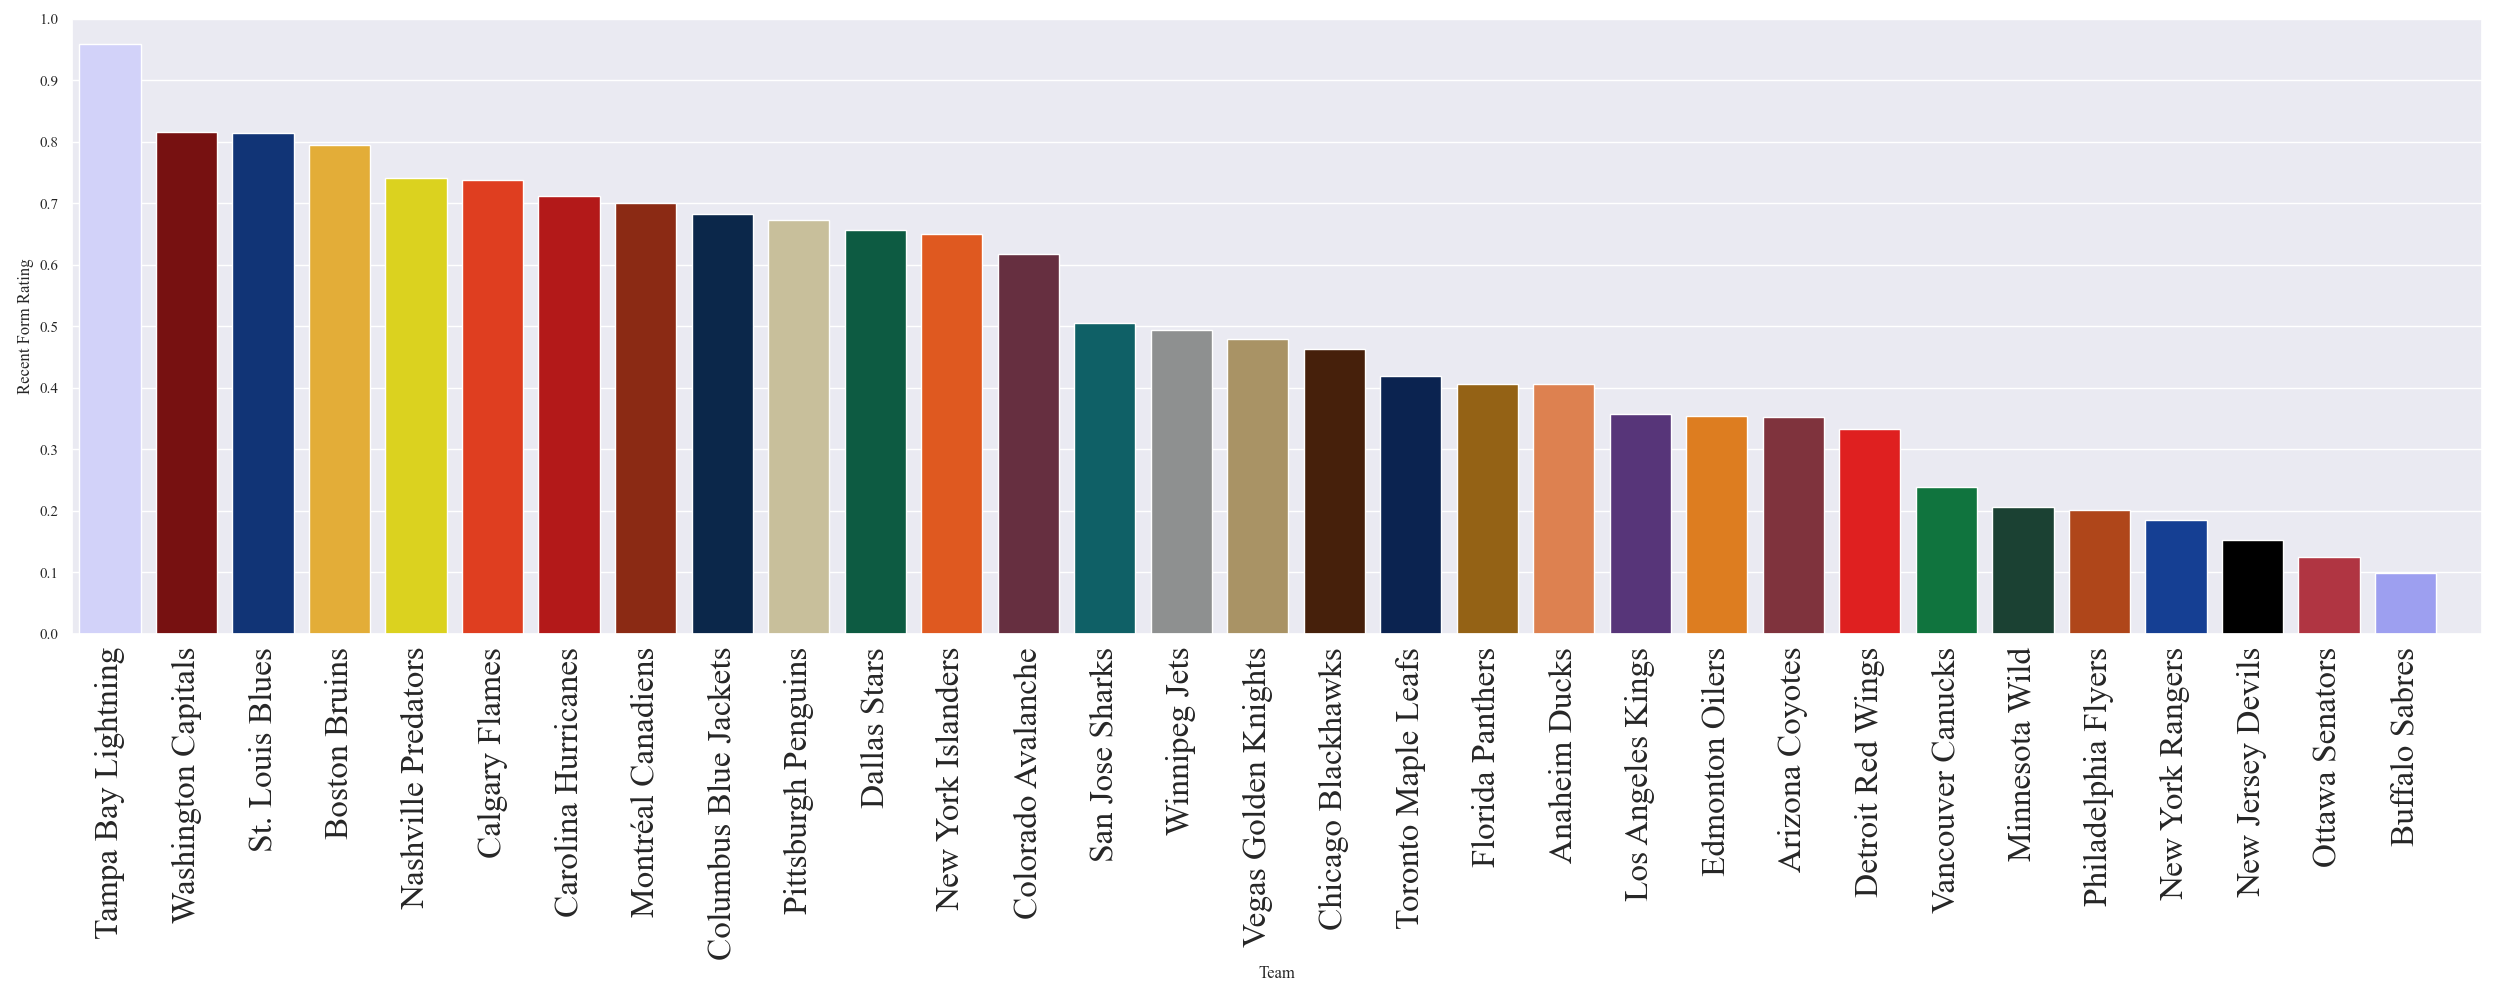 1.0
0.9
0.8
0.7
0.6
0.5
0.4
0.3
0.2
0.1
0.0
Recent Form Rating
Tampa Bay Lightning
Washington Capitals
St. Louis Blues
Boston Bruins
Nashville Predators
Calgary Flames
Carolina Hurricanes
Montréal Canadiens
Columbus Blue Jackets
Pittsburgh Penguins
Dallas Stars
New York Islanders
Colorado Avalanche
San Jose Sharks
Winnipeg Jets
Vegas Golden Knights
Chicago Blackhawks
Toronto Maple Leafs
Florida Panthers
Anaheim Ducks
Los Angeles Kings
Edmonton Oilers
Arizona Coyotes
Detroit Red Wings
Vancouver Canucks
Minnesota Wild
Philadelphia Flyers
New York Rangers
New Jersey Devils
Ottawa Senators
Buffalo Sabres
Team